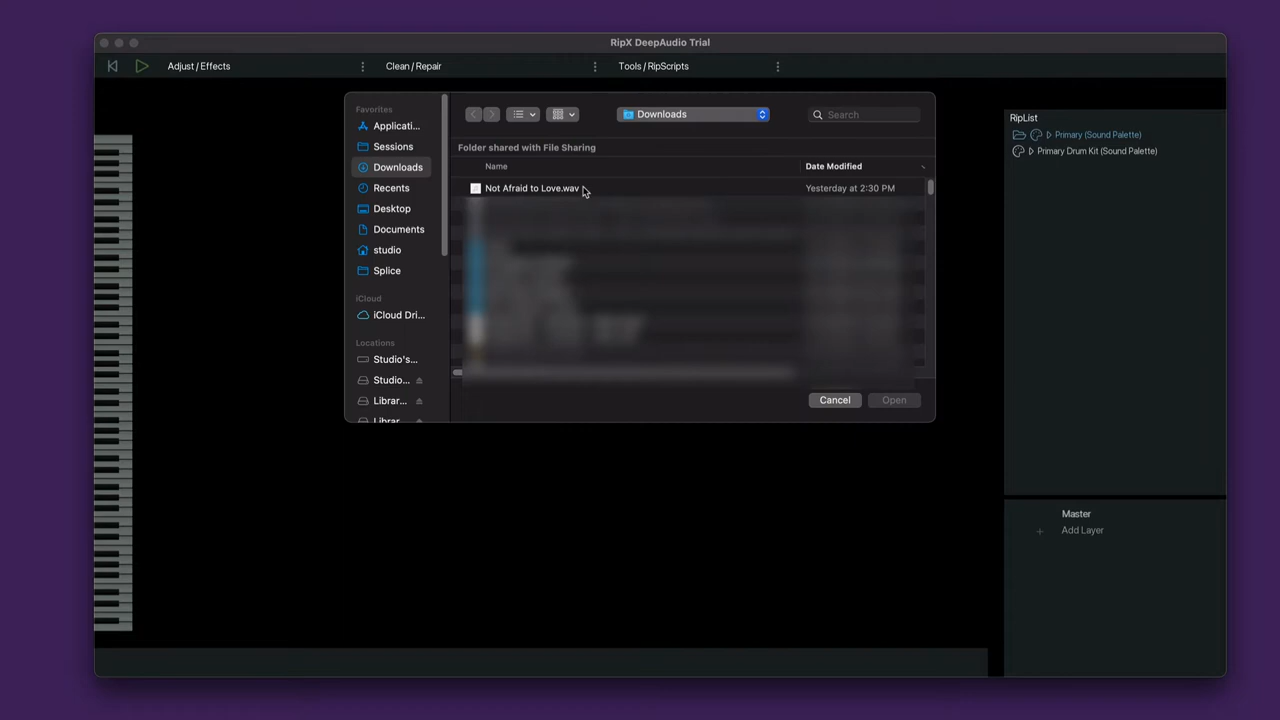 RipX DeepAudio Trial
Adjust / Effects
Clean / Repair
Tools / RipScripts
Favorites
Applicati...
Sessions
Downloads
Recents
Desktop
Documents
studio
Splice
iCloud
iCloud Dri...
Locations
Studio's...
Studio...
Librar...
Librar
Downloads
Search
Folder shared with File Sharing
Name
Date Modified
Not Afraid to Love.wav
Yesterday at 2:30 PM
Cancel
Open
RipList
Primary (Sound Palette)
Primary Drum Kit (Sound Palette)
Master
Add Layer